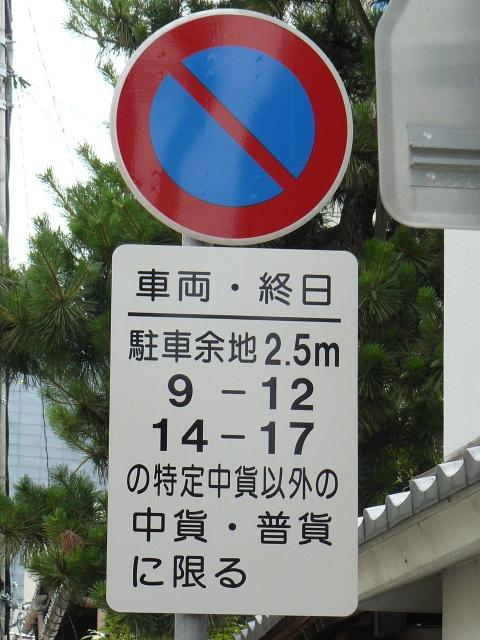 車両・終日
駐車余地2.5m
9－12
14－17
の特定中貨以外の
中貨・普貨
に限る